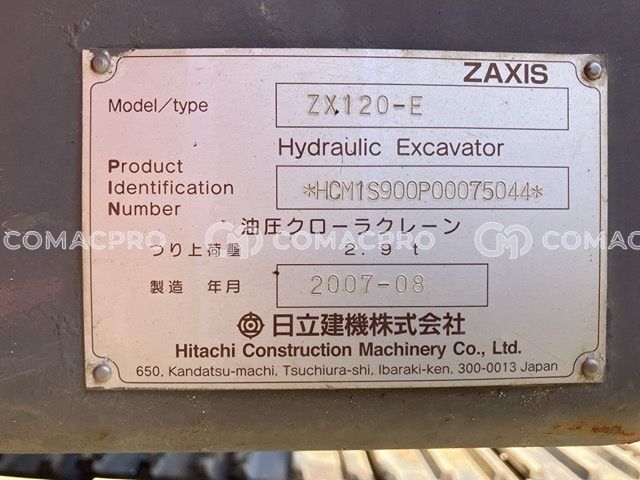 ZAXIS
Model/type ZX120-E
Hydraulic Excavator
Product
Identification
Number
*HCM1S900P00075044*
油圧クローラクレーン
つり上荷重 2.9 t
製造 年月 2007-08
日立建機株式会社
Hitachi Construction Machinery Co., Ltd.
650, Kandatsu-machi, Tsuchiura-shi, Ibaraki-ken, 300-0013 Japan
COMACPRO
COMACPRO
COM